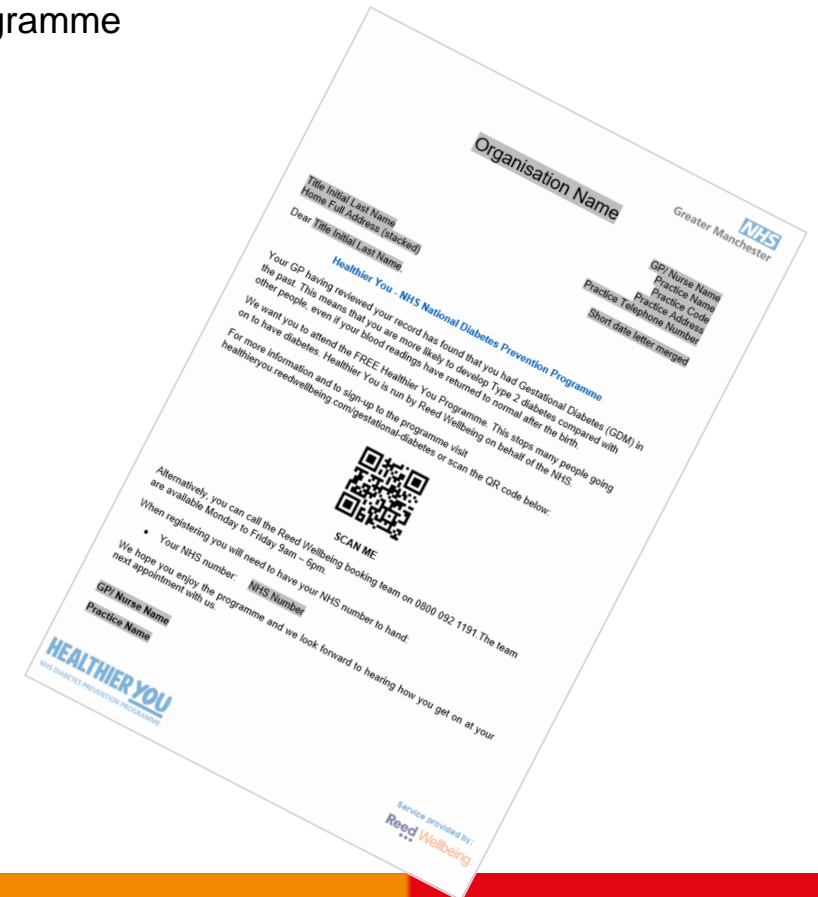 gramme
Organisation Name
NHS
Greater Manchester
Title Initial Last Name
Home Full Address (stacked)
Dear Title Initial Last Name,
GP/ Nurse Name
Practice Name
Practice Code
Practice Address
Practice Telephone Number
Short date letter merged
Healthier You - NHS National Diabetes Prevention Programme
Your GP having reviewed your record has found that you had Gestational Diabetes (GDM) in
the past. This means that you are more likely to develop Type 2 diabetes compared with
other people, even if your blood readings have returned to normal after the birth.
We want you to attend the FREE Healthier You Programme. This stops many people going
on to have diabetes. Healthier You is run by Reed Wellbeing on behalf of the NHS.
For more information and to sign-up to the programme visit
healthieryou.reedwellbeing.com/gestational-diabetes or scan the QR code below:
SCAN ME
Alternatively, you can call the Reed Wellbeing booking team on 0800 092 1191.The team
are available Monday to Friday 9am – 6pm.
When registering you will need to have your NHS number to hand:
• Your NHS number: NHS Number
We hope you enjoy the programme and we look forward to hearing how you get on at your
next appointment with us.
GP/ Nurse Name
Practice Name
HEALTHIER YOU
NHS DIABETES PREVENTION PROGRAMME
Service provided by:
Reed Wellbeing